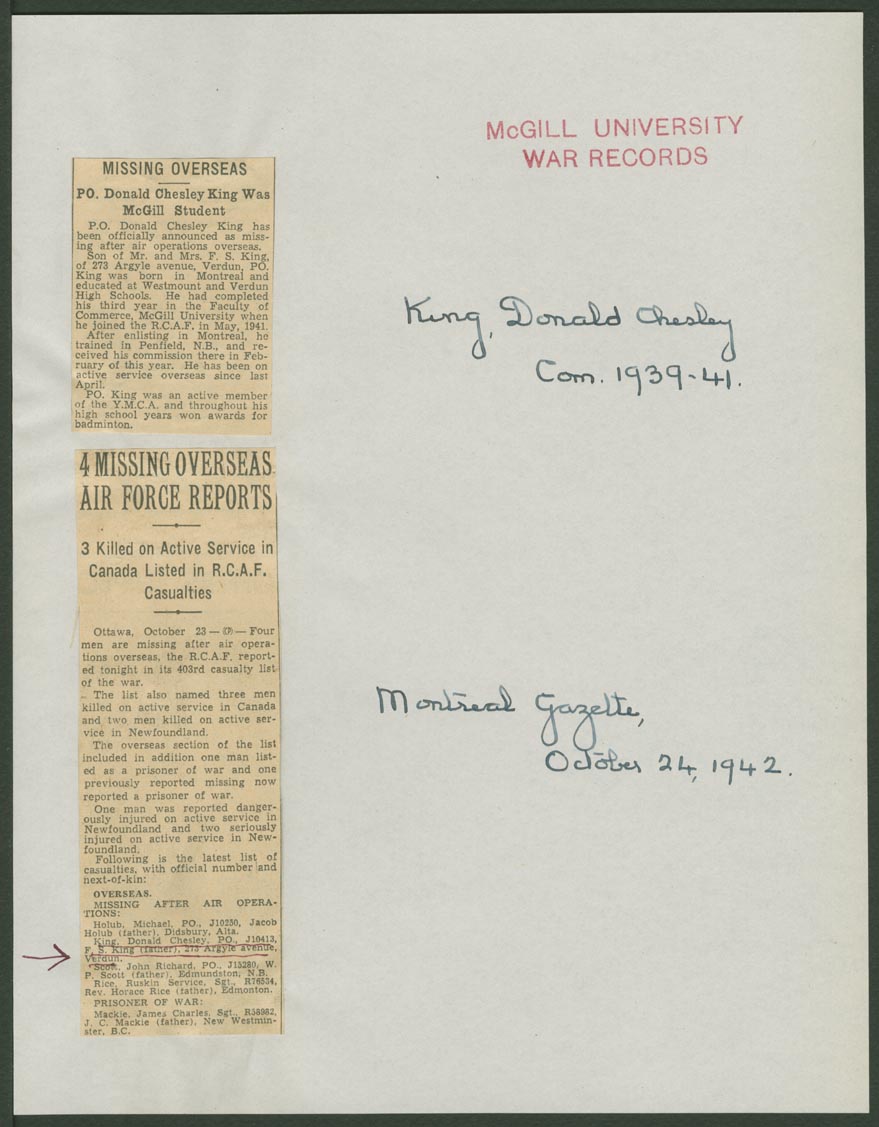 McGILL UNIVERSITY
WAR RECORDS
MISSING OVERSEAS
PO. Donald Chesley King Was
McGill Student
P.O. Donald Chesley King has
been officially announced as miss-
ing after air operations overseas.
Son of Mr. and Mrs. F. S. King,
of 273 Argyle avenue, Verdun, PO.
King was born in Montreal and
educated at Westmount and Verdun
High Schools. He had completed
his third year in the Faculty of
Commerce, McGill University when
he joined the R.C.A.F. in May, 1941.
After enlisting in Montreal, he
trained in Penfield, N.B., and re-
ceived his commission there in Feb-
ruary of this year. He has been on
active service overseas since last
April.
PO. King was an active member
of the Y.M.C.A. and throughout his
high school years won awards for
badminton.
King, Donald Chesley
Com. 1939-41.
4 MISSING OVERSEAS
AIR FORCE REPORTS
3 Killed on Active Service in
Canada Listed in R.C.A.F.
Casualties
Ottawa, October 23 — (P) — Four
men are missing after air opera-
tions overseas, the R.C.A.F. report-
ed tonight in its 403rd casualty list
of the war.
The list also named three men
killed on active service in Canada
and two men killed on active ser-
vice in Newfoundland.
The overseas section of the list
included in addition one man list-
ed as a prisoner of war and one
previously reported missing now
reported a prisoner of war.
One man was reported danger-
ously injured on active service in
Newfoundland and two seriously
injured on active service in New-
foundland.
Following is the latest list of
casualties, with official number and
next-of-kin:
OVERSEAS.
MISSING AFTER AIR OPERA-
TIONS:
Holub, Michael, PO., J10250, Jacob
Holub (father), Didsbury, Alta.
King, Donald Chesley, PO., J10413,
F. S. King (father), 273 Argyle avenue,
Verdun.
Scott, John Richard, PO., J15280, W.
P. Scott (father), Edmundston, N.B.
Rice, Ruskin Service, Sgt., R76534,
Rev. Horace Rice (father), Edmonton.
PRISONER OF WAR:
Mackie, James Charles, Sgt., R58982,
J. C. Mackie (father), New Westmin-
ster, B.C.
Montreal Gazette,
October 24, 1942.